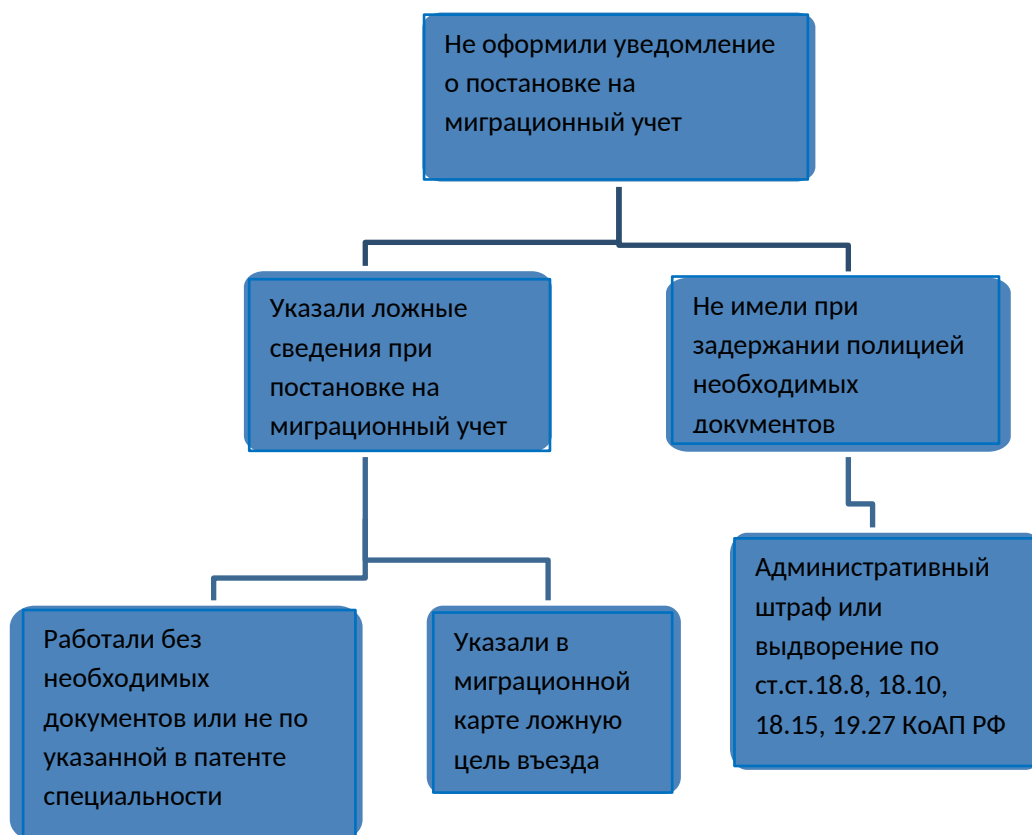 Не оформили уведомление
о постановке на
миграционный учет
Указали ложные
сведения при
постановке на
миграционный учет
Не имели при
задержании полицией
необходимых
документов
Работали без
необходимых
документов или не по
указанной в патенте
специальности
Указали в
миграционной
карте ложную
цель въезда
Административный
штраф или
выдворение по
ст.ст.18.8, 18.10,
18.15, 19.27 КоАП РФ